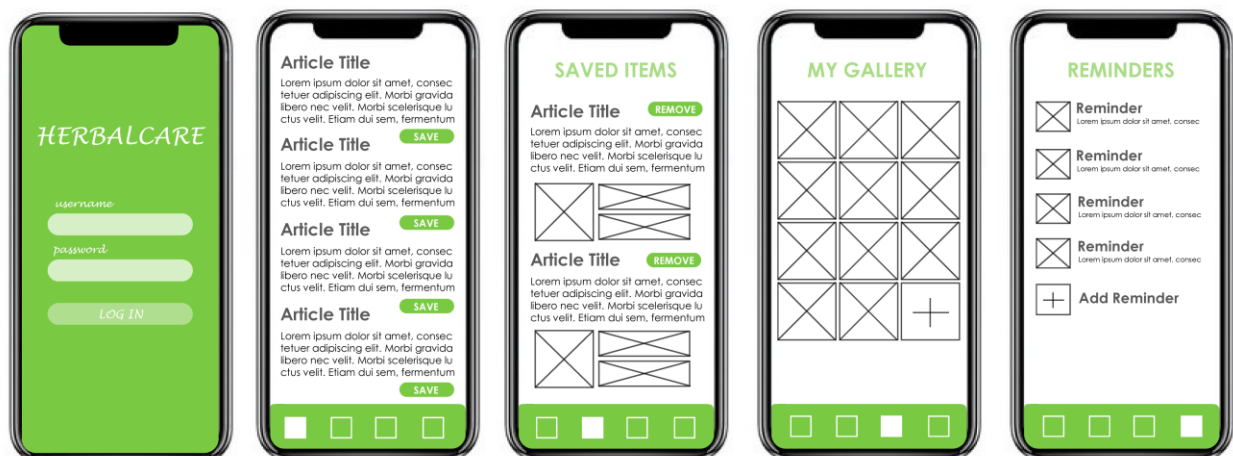 HERBALCARE
username
password
LOG IN
Article Title
Lorem ipsum dolor sit amet, consec
tetuer adipiscing elit. Morbi gravida
libero nec velit. Morbi scelerisque lu
ctus velit. Etiam dui sem, fermentum
SAVE
Article Title
Lorem ipsum dolor sit amet, consec
tetuer adipiscing elit. Morbi gravida
libero nec velit. Morbi scelerisque lu
ctus velit. Etiam dui sem, fermentum
SAVE
Article Title
Lorem ipsum dolor sit amet, consec
tetuer adipiscing elit. Morbi gravida
libero nec velit. Morbi scelerisque lu
ctus velit. Etiam dui sem, fermentum
SAVE
Article Title
Lorem ipsum dolor sit amet, consec
tetuer adipiscing elit. Morbi gravida
libero nec velit. Morbi scelerisque lu
ctus velit. Etiam dui sem, fermentum
SAVE
SAVED ITEMS
Article Title REMOVE
Lorem ipsum dolor sit amet, consec
tetuer adipiscing elit. Morbi gravida
libero nec velit. Morbi scelerisque lu
ctus velit. Etiam dui sem, fermentum
Article Title REMOVE
Lorem ipsum dolor sit amet, consec
tetuer adipiscing elit. Morbi gravida
libero nec velit. Morbi scelerisque lu
ctus velit. Etiam dui sem, fermentum
MY GALLERY
REMINDERS
Reminder
Lorem ipsum dolor sit amet, consec
Reminder
Lorem ipsum dolor sit amet, consec
Reminder
Lorem ipsum dolor sit amet, consec
Reminder
Lorem ipsum dolor sit amet, consec
Add Reminder